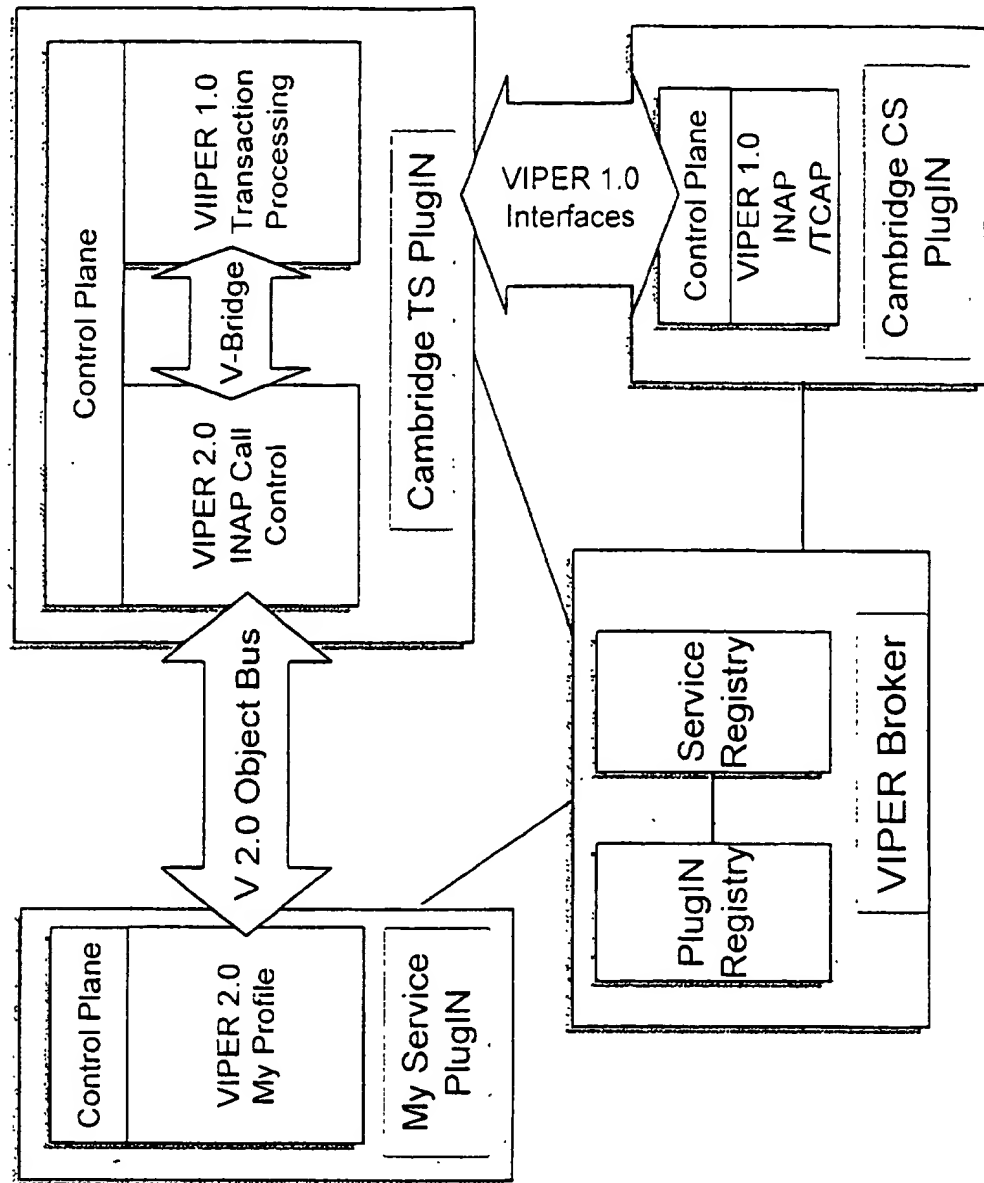 Control Plane
VIPER 2.0
My Profile
My Service
PlugIN
V 2.0 Object Bus
Control Plane
VIPER 2.0
INAP Call
Control
V-Bridge
VIIPER 1.0
Transaction
Processing
Cambridge TS PlugIN
VIPER 1.0
Interfaces
PlugIN
Registry
Service
Registry
VIPER Broker
Control Plane
VIPER 1.0
INAP
/TCAP
Cambridge CS
PlugIN